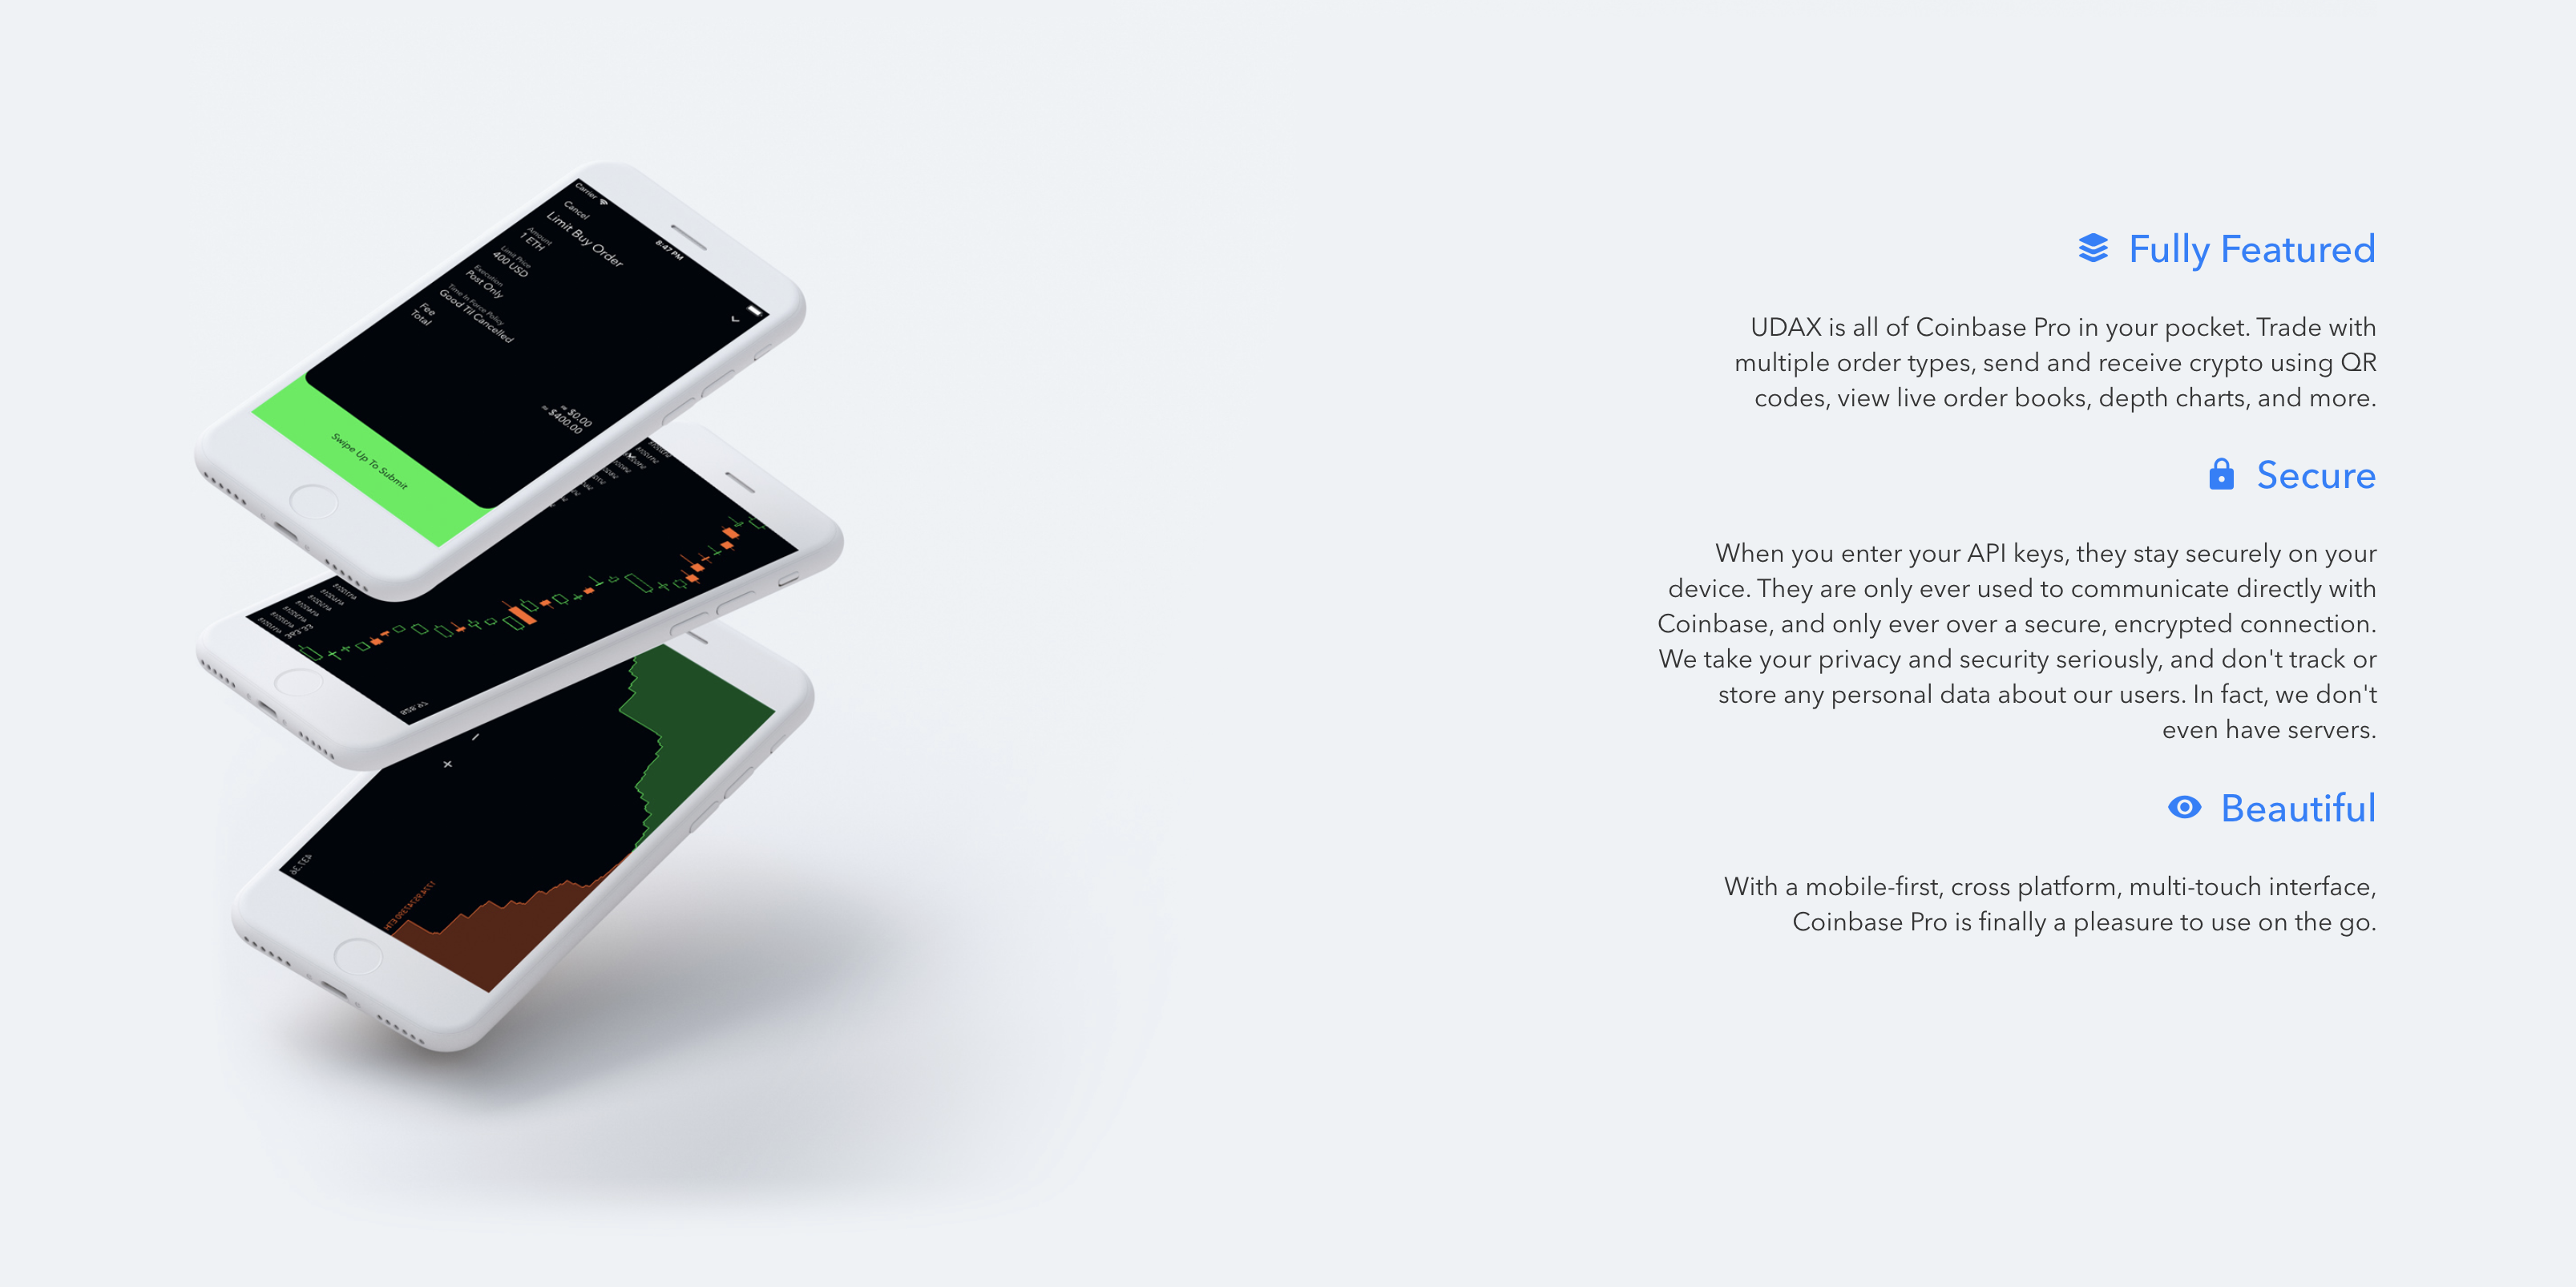 Carrier
8:47 PM
Cancel
Limit Buy Order
Amount
1 ETH
Limit Price
400 USD
Execution
Post Only
Time In Force Policy
Good Til Cancelled
Fee
≈ $0.00
Total
≈ $400.00
Swipe Up To Submit
Fully Featured
UDAX is all of Coinbase Pro in your pocket. Trade with
multiple order types, send and receive crypto using QR
codes, view live order books, depth charts, and more.
Secure
When you enter your API keys, they stay securely on your
device. They are only ever used to communicate directly with
Coinbase, and only ever over a secure, encrypted connection.
We take your privacy and security seriously, and don't track or
store any personal data about our users. In fact, we don't
even have servers.
Beautiful
With a mobile-first, cross platform, multi-touch interface,
Coinbase Pro is finally a pleasure to use on the go.